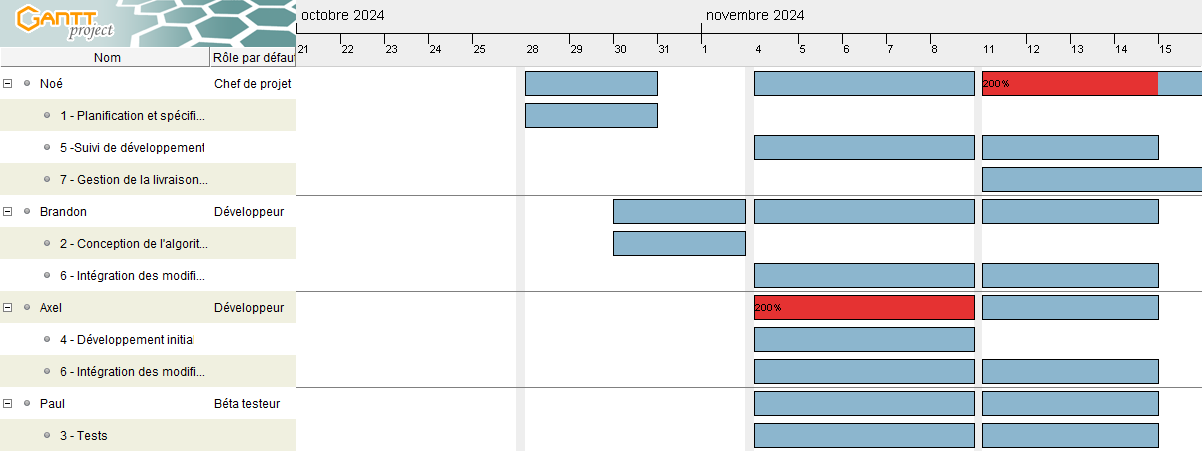 GANTT
project
octobre 2024
novembre 2024
21 22 23 24 25 28 29 30 31 1 4 5 6 7 8 11 12 13 14 15
Nom Rôle par défau
Noé Chef de projet 200%
1 - Planification et spécifi...
5 -Suivi de développement
7 - Gestion de la livraison...
Brandon Développeur
2 - Conception de l'algorit...
6 - Intégration des modifi...
Axel Développeur 200%
4 - Développement initia
6 - Intégration des modifi...
Paul Béta testeur
3 - Tests